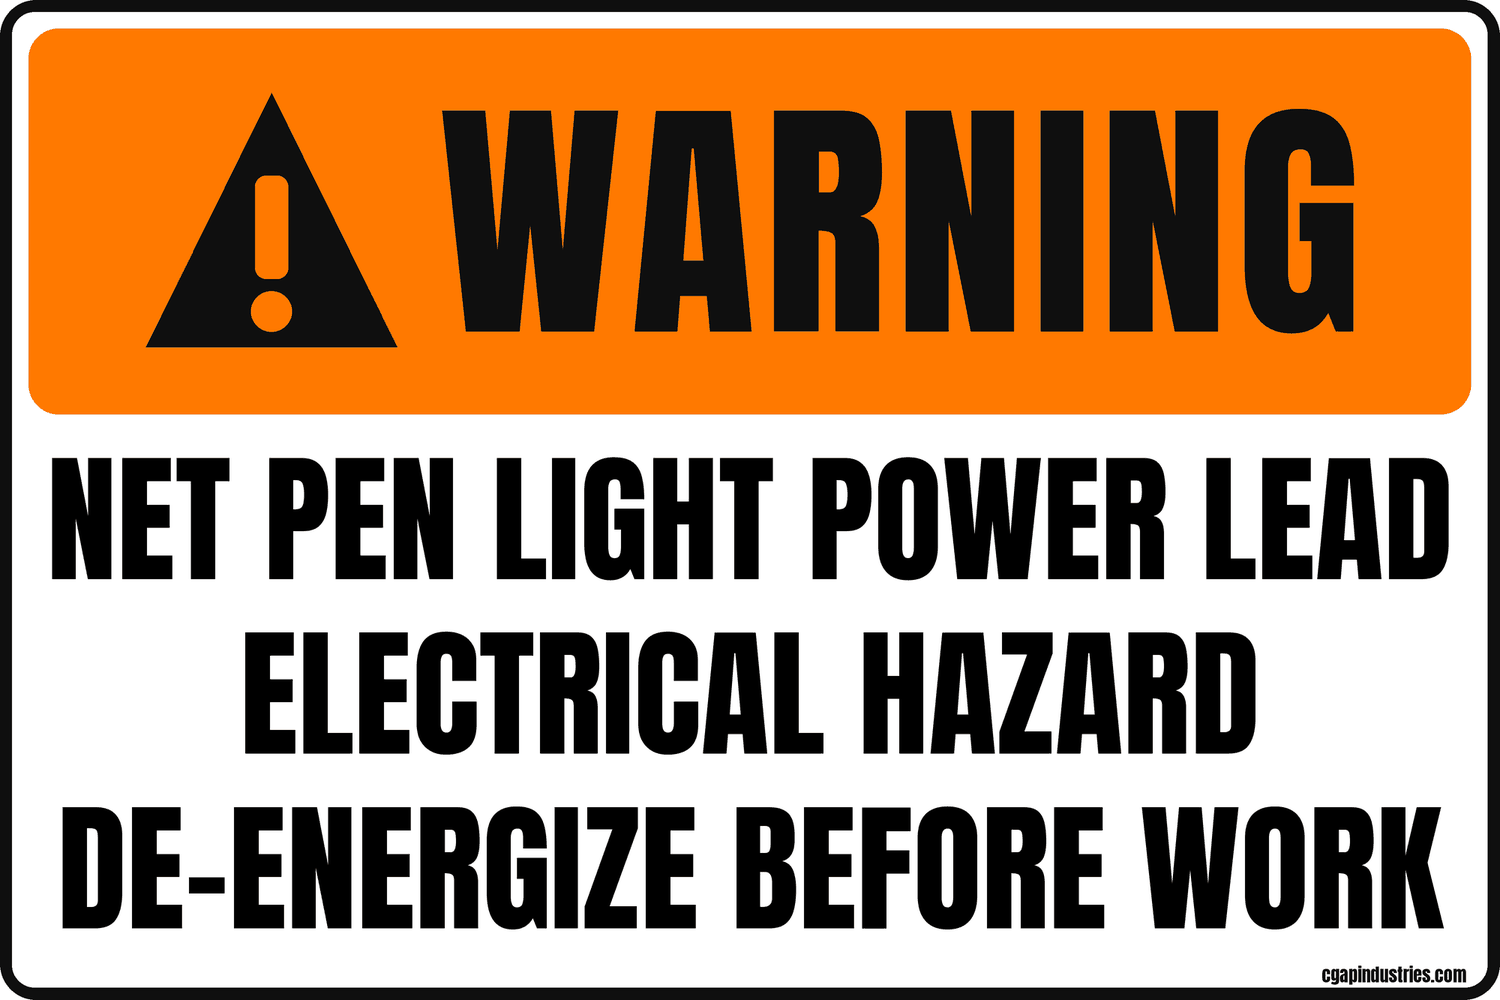 WARNING
NET PEN LIGHT POWER LEAD
ELECTRICAL HAZARD
DE-ENERGIZE BEFORE WORK
cgapindustries.com